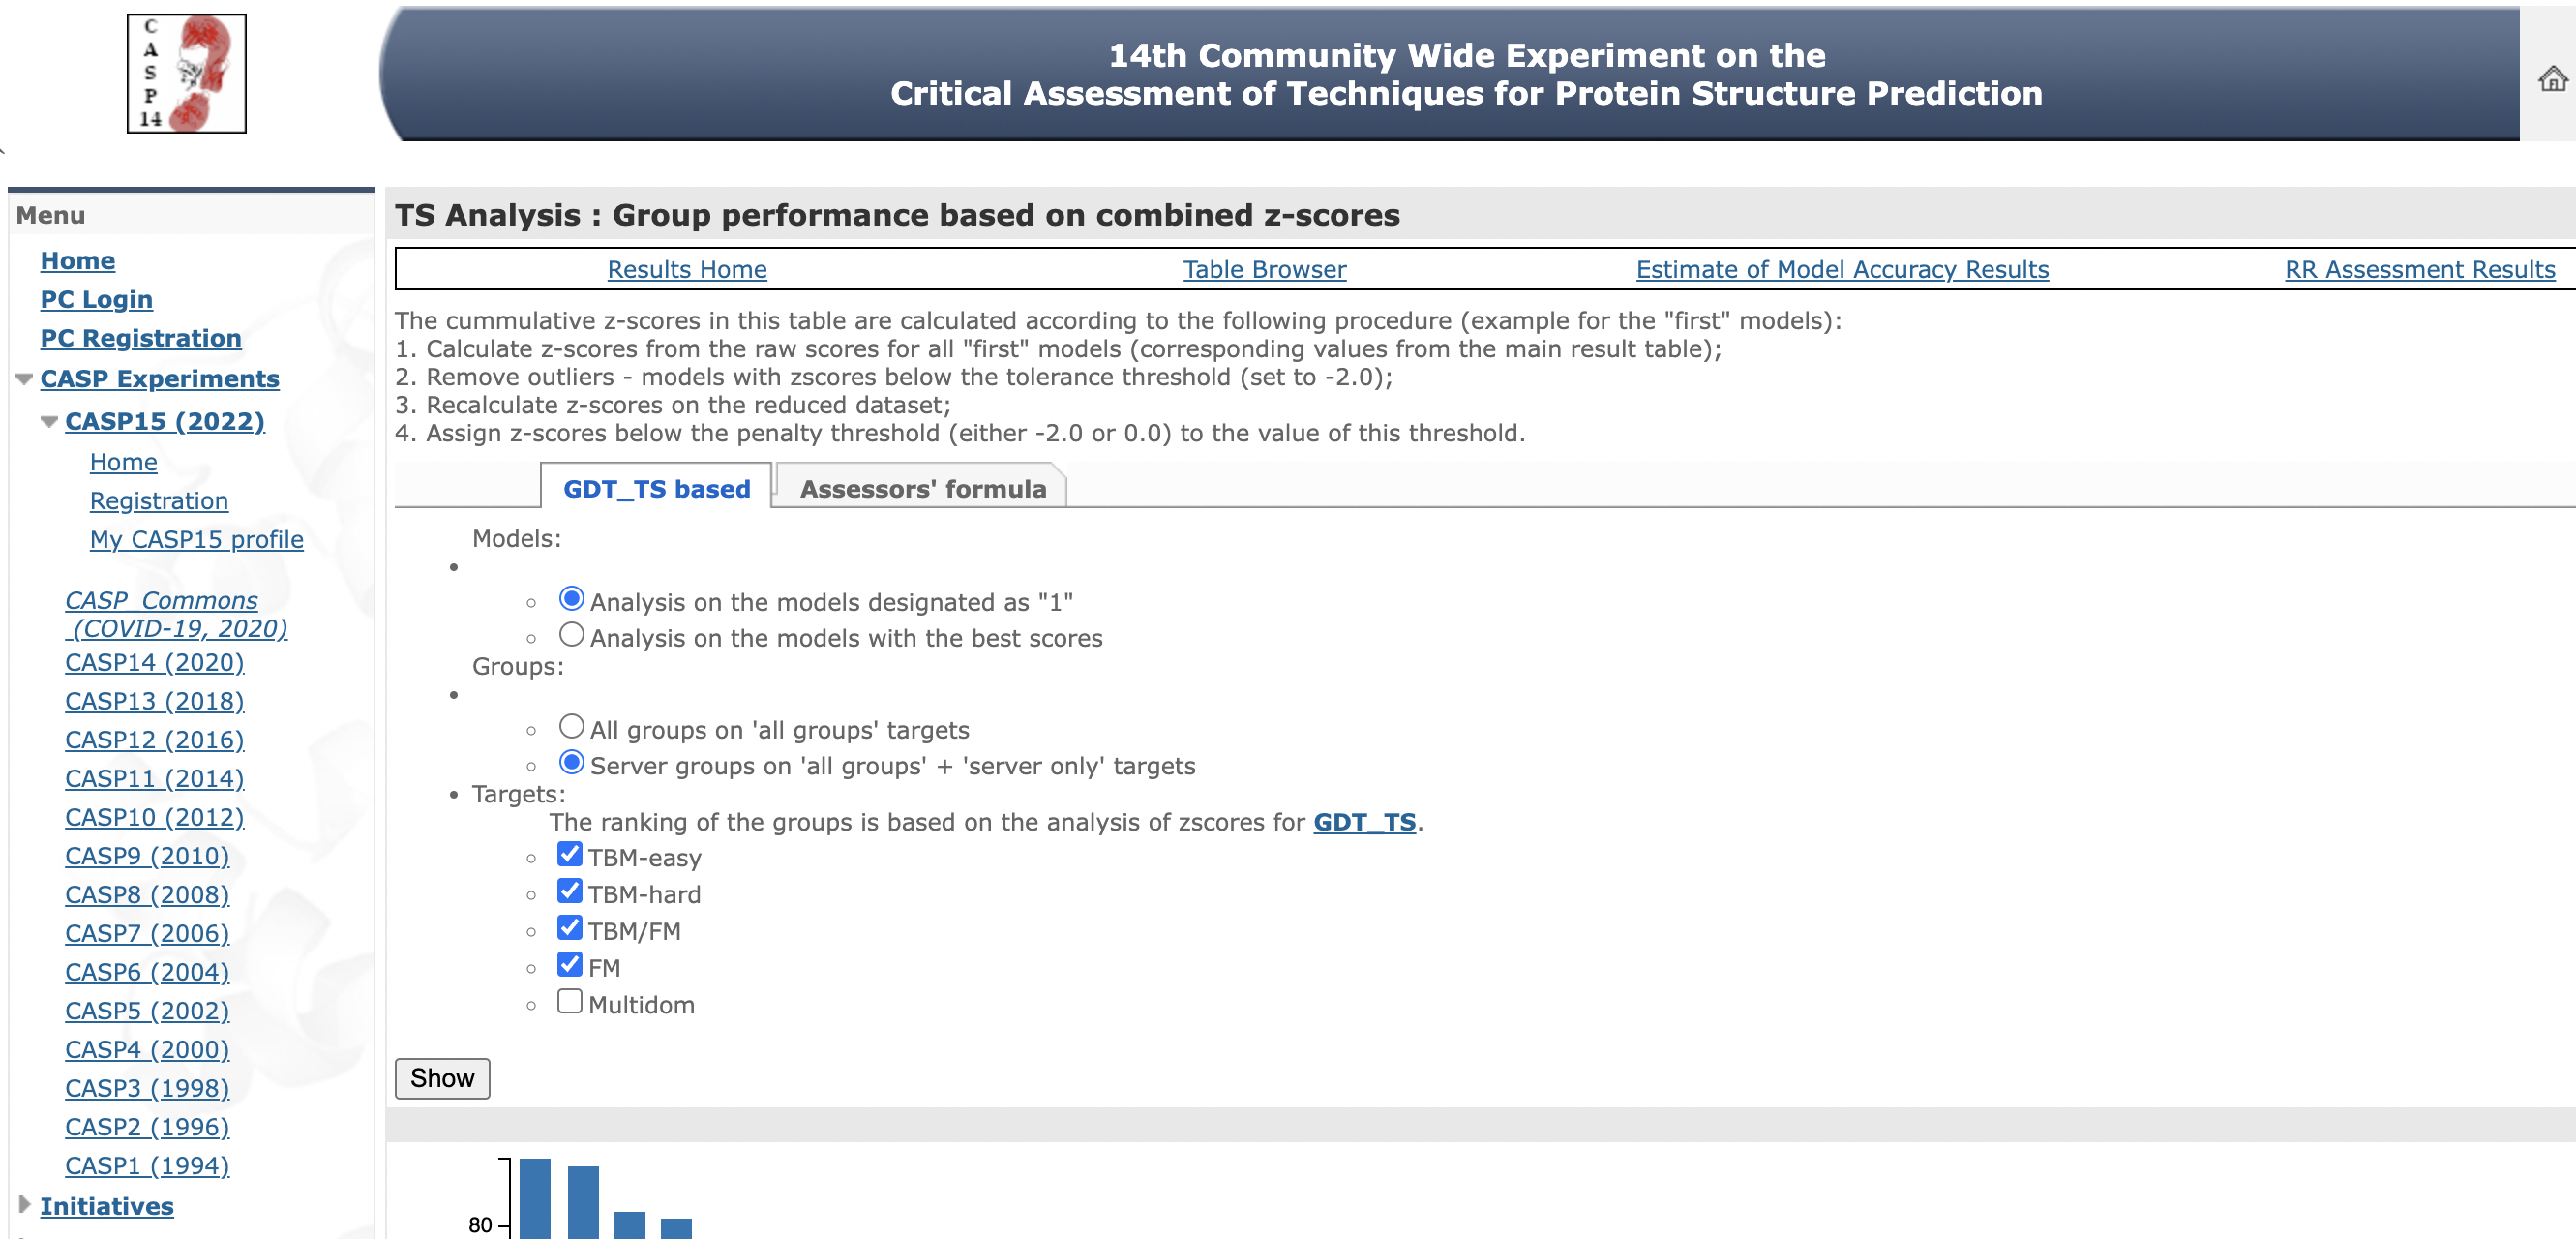 C
A
S
P
14
14th Community Wide Experiment on the
Critical Assessment of Techniques for Protein Structure Prediction
Menu
Home
PC Login
PC Registration
CASP Experiments
CASP15 (2022)
Home
Registration
My CASP15 profile
CASP Commons
(COVID-19, 2020)
CASP14 (2020)
CASP13 (2018)
CASP12 (2016)
CASP11 (2014)
CASP10 (2012)
CASP9 (2010)
CASP8 (2008)
CASP7 (2006)
CASP6 (2004)
CASP5 (2002)
CASP4 (2000)
CASP3 (1998)
CASP2 (1996)
CASP1 (1994)
Initiatives
TS Analysis : Group performance based on combined z-scores
Results Home Table Browser Estimate of Model Accuracy Results RR Assessment Results
The cummulative z-scores in this table are calculated according to the following procedure (example for the "first" models):
1. Calculate z-scores from the raw scores for all "first" models (corresponding values from the main result table);
2. Remove outliers - models with zscores below the tolerance threshold (set to -2.0);
3. Recalculate z-scores on the reduced dataset;
4. Assign z-scores below the penalty threshold (either -2.0 or 0.0) to the value of this threshold.
GDT_TS based Assessors' formula
Models:
Analysis on the models designated as "1"
Analysis on the models with the best scores
Groups:
All groups on 'all groups' targets
Server groups on 'all groups' + 'server only' targets
Targets:
The ranking of the groups is based on the analysis of zscores for GDT_TS.
TBM-easy
TBM-hard
TBM/FM
FM
Multidom
Show
80